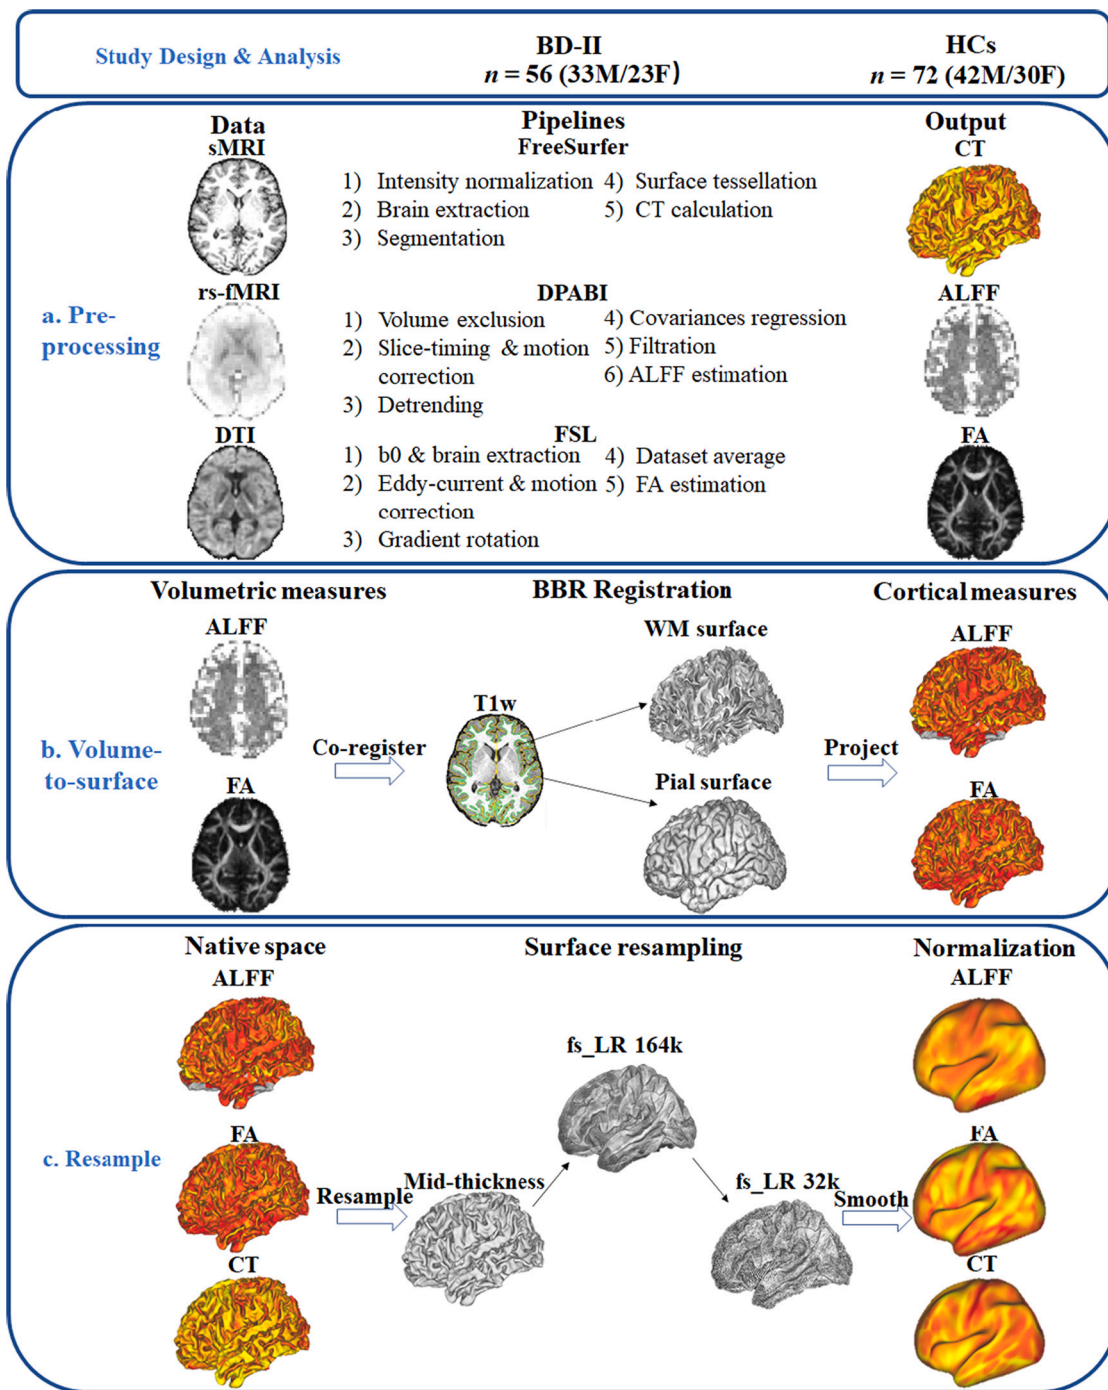 Study Design & Analysis
BD-II
n = 56 (33M/23F)
HCs
n = 72 (42M/30F)
a. Pre-
processing
Data
Pipelines
Output
sMRI
FreeSurfer
CT
1) Intensity normalization
2) Brain extraction
3) Segmentation
4) Surface tessellation
5) CT calculation
rs-fMRI
DPABI
ALFF
1) Volume exclusion
2) Slice-timing & motion
correction
3) Detrending
4) Covariances regression
5) Filtration
6) ALFF estimation
DTI
FSL
FA
1) b0 & brain extraction
2) Eddy-current & motion
correction
3) Gradient rotation
4) Dataset average
5) FA estimation
b. Volume-
to-surface
Volumetric measures
BBR Registration
Cortical measures
ALFF
FA
Co-register
T1w
WM surface
Pial surface
Project
ALFF
FA
c. Resample
Native space
Surface resampling
Normalization
ALFF
FA
CT
Resample
Mid-thickness
fs_LR 164k
fs_LR 32k
Smooth
ALFF
FA
CT